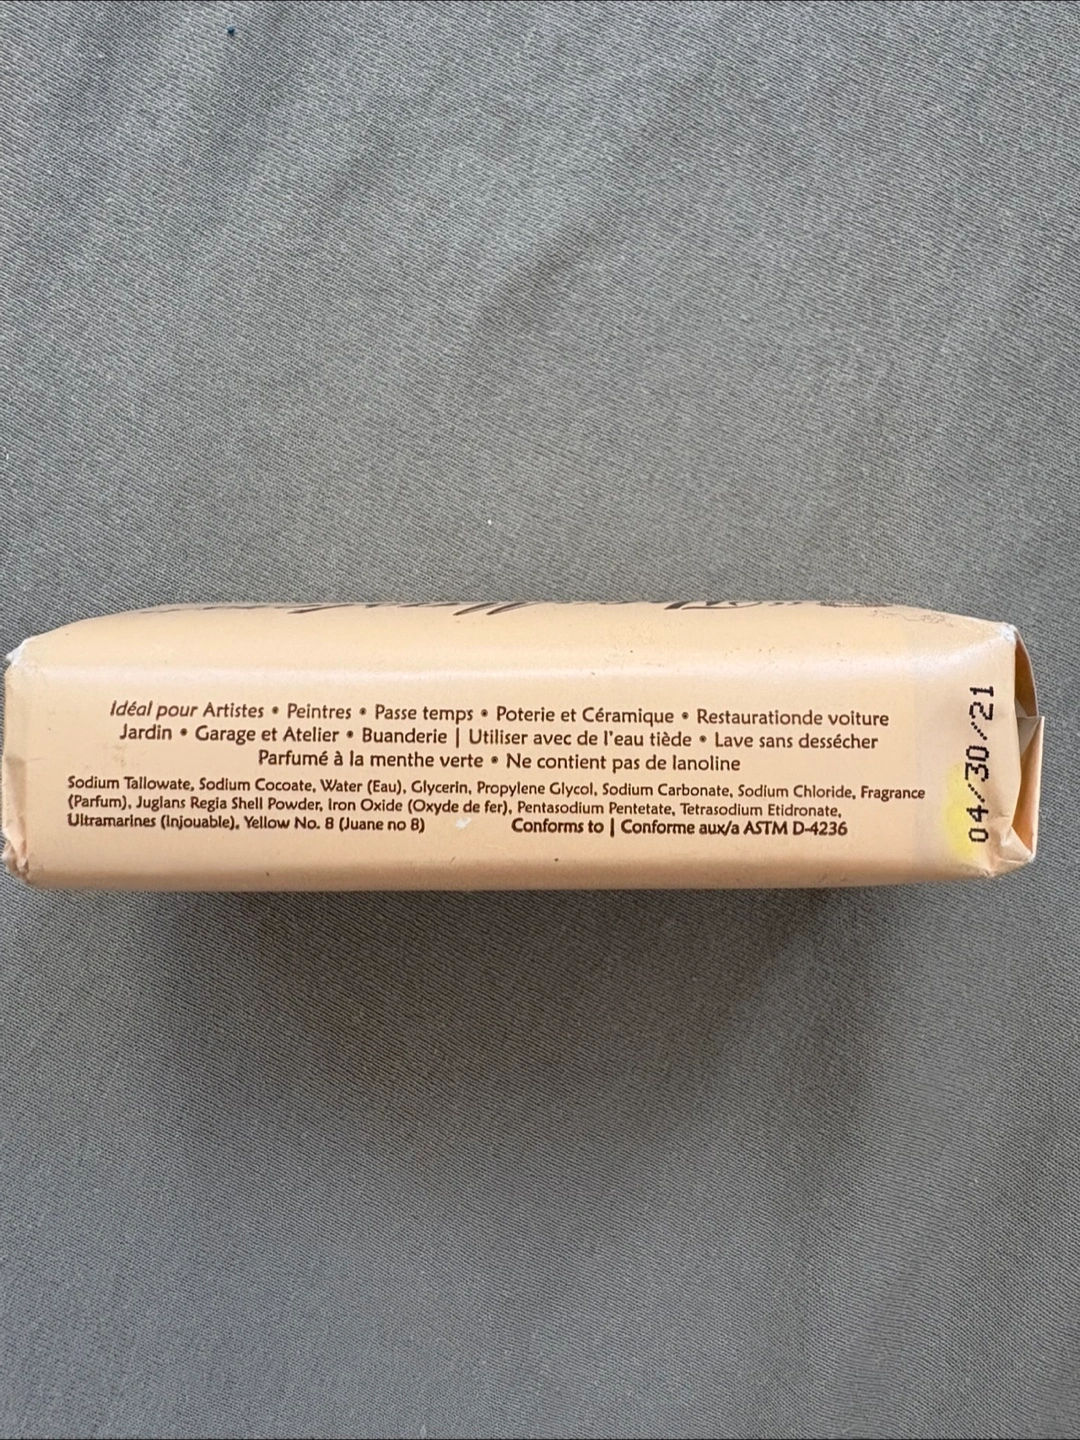 Idéal pour Artistes • Peintres • Passe temps • Poterie et Céramique • Restaurationde voiture
Jardin • Garage et Atelier • Buanderie | Utiliser avec de l'eau tiède • Lave sans dessécher
Parfumé à la menthe verte • Ne contient pas de lanoline
Sodium Tallowate, Sodium Cocoate, Water (Eau), Glycerin, Propylene Glycol, Sodium Carbonate, Sodium Chloride, Fragrance
(Parfum), Juglans Regia Shell Powder, Iron Oxide (Oxyde de fer), Pentasodium Pentetate, Tetrasodium Etidronate,
Ultramarines (Injouable), Yellow No. 8 (Juane no 8) Conforms to | Conforme aux/a ASTM D-4236
04/30/21